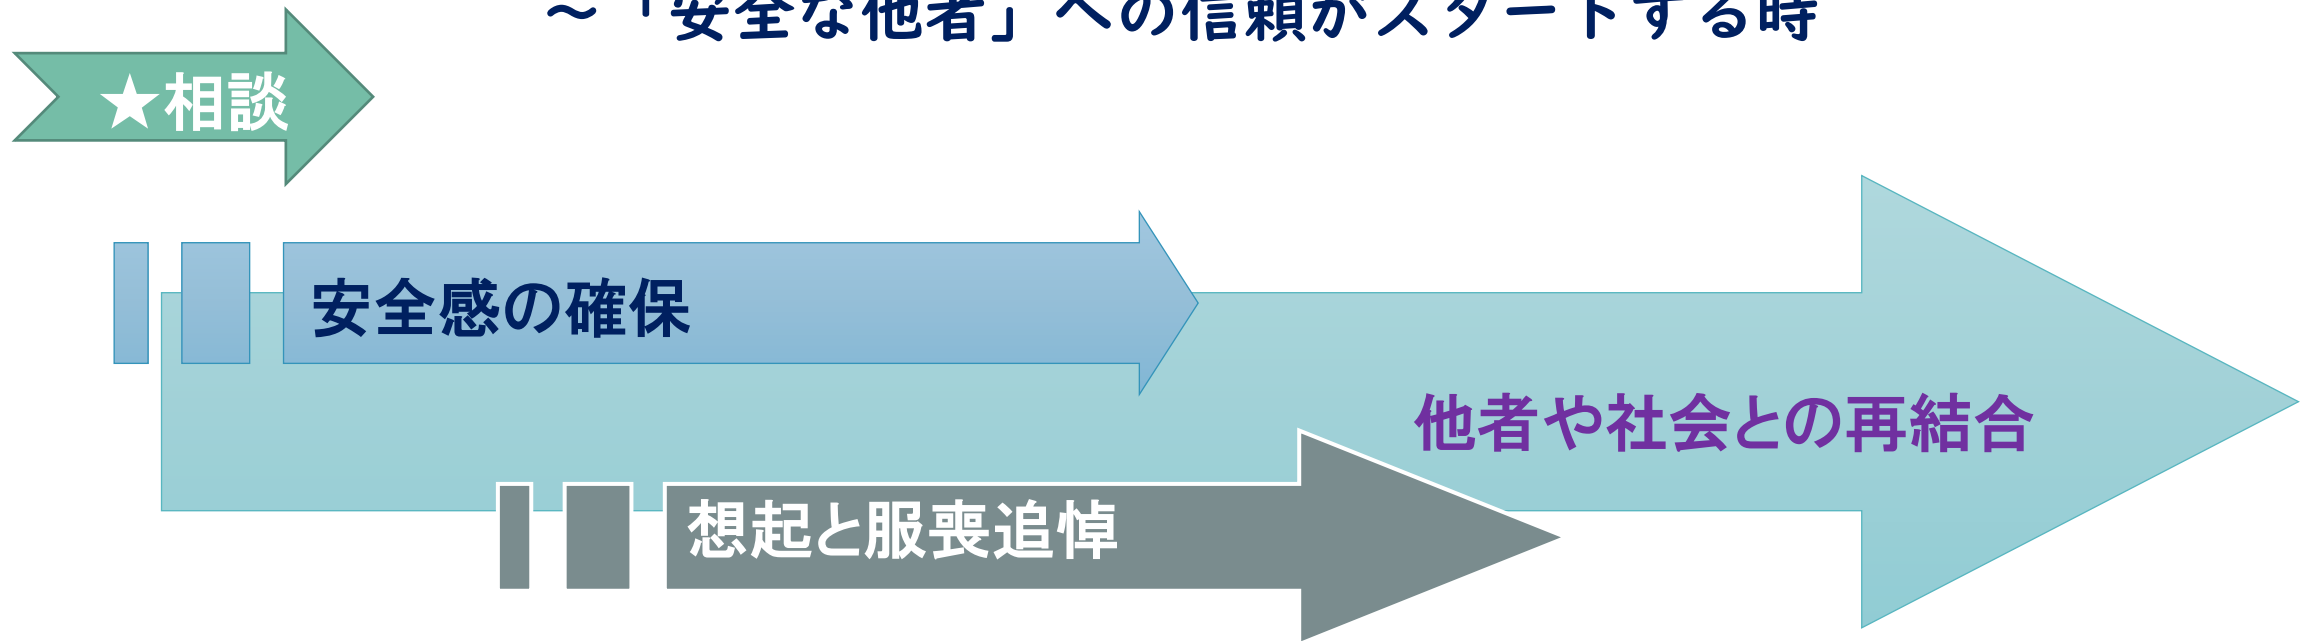 ～「安全な他者」への信頼がスタートする時
★相談
安全感の確保
他者や社会との再結合
想起と服喪追悼